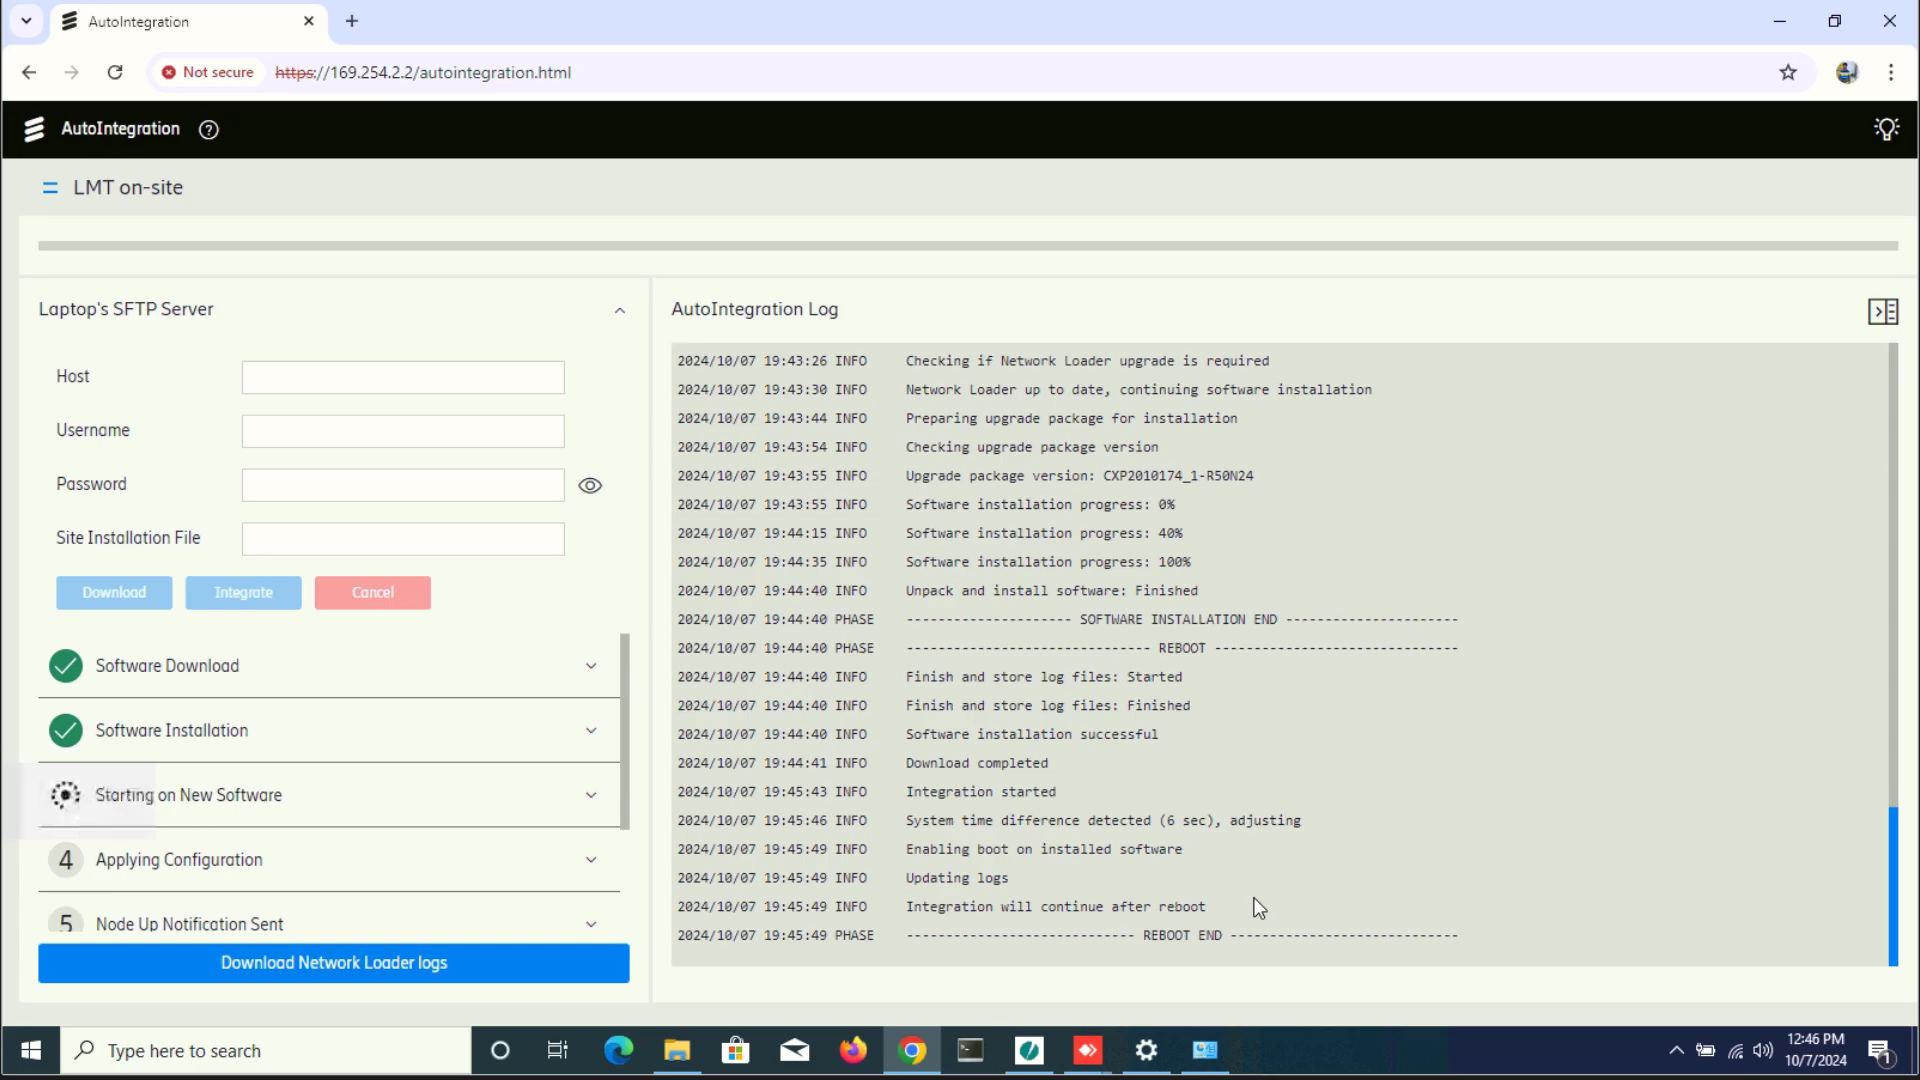 AutoIntegration
Not secure
https://169.254.2.2/autointegration.html
AutoIntegration
LMT on-site
Laptop's SFTP Server
Host
Username
Password
Site Installation File
Download Integrate Cancel
Software Download
Software Installation
Starting on New Software
4 Applying Configuration
5 Node Up Notification Sent
Download Network Loader logs
AutoIntegration Log
2024/10/07 19:43:26 INFO Checking if Network Loader upgrade is required
2024/10/07 19:43:30 INFO Network Loader up to date, continuing software installation
2024/10/07 19:43:44 INFO Preparing upgrade package for installation
2024/10/07 19:43:54 INFO Checking upgrade package version
2024/10/07 19:43:55 INFO Upgrade package version: CXP2010174_1-R50N24
2024/10/07 19:43:55 INFO Software installation progress: 0%
2024/10/07 19:44:15 INFO Software installation progress: 40%
2024/10/07 19:44:35 INFO Software installation progress: 100%
2024/10/07 19:44:40 INFO Unpack and install software: Finished
2024/10/07 19:44:40 PHASE --------------------- SOFTWARE INSTALLATION END ----------------------
2024/10/07 19:44:40 PHASE ------------------------------- REBOOT -------------------------------
2024/10/07 19:44:40 INFO Finish and store log files: Started
2024/10/07 19:44:40 INFO Finish and store log files: Finished
2024/10/07 19:44:40 INFO Software installation successful
2024/10/07 19:44:41 INFO Download completed
2024/10/07 19:45:43 INFO Integration started
2024/10/07 19:45:46 INFO System time difference detected (6 sec), adjusting
2024/10/07 19:45:49 INFO Enabling boot on installed software
2024/10/07 19:45:49 INFO Updating logs
2024/10/07 19:45:49 INFO Integration will continue after reboot
2024/10/07 19:45:49 PHASE ----------------------------- REBOOT END -----------------------------
Type here to search
12:46 PM
10/7/2024
1